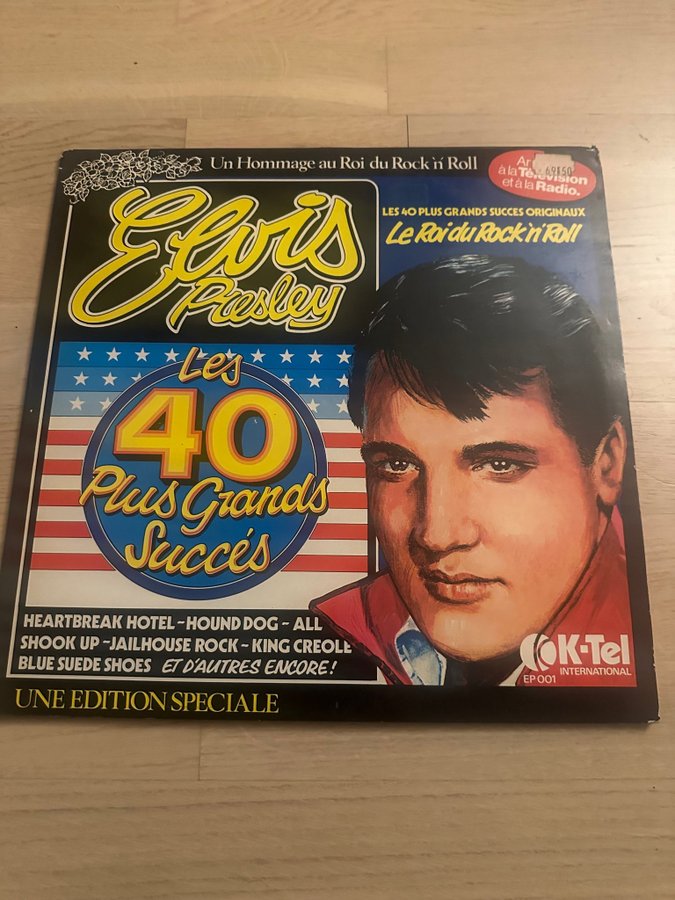 Un Hommage au Roi du Rock 'n' Roll
69850
à la Télévision
et à la Radio.
Elvis
Presley
LES 40 PLUS GRANDS SUCCES ORIGINAUX
Le Roi du Rock 'n' Roll
Les
40
Plus Grands
Succés
HEARTBREAK HOTEL - HOUND DOG - ALL
SHOOK UP - JAILHOUSE ROCK - KING CREOLE
BLUE SUEDE SHOES ET D'AUTRES ENCORE!
K-Tel
INTERNATIONAL
EP 001
UNE EDITION SPECIALE